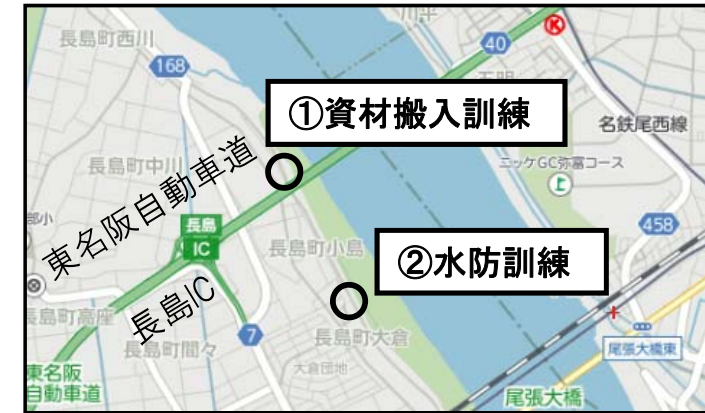 長島町西川
川平
40
168
五明
①資材搬入訓練
名鉄尾西線
ニッケGC弥富コース
長島町中川
東名阪自動車道
部小
長島
IC
458
長島町小島
②水防訓練
長島IC
長島町高座
7
長島町間々
長島町大倉
大倉団地
尾張大橋東
東名阪
自動車道
尾張大橋